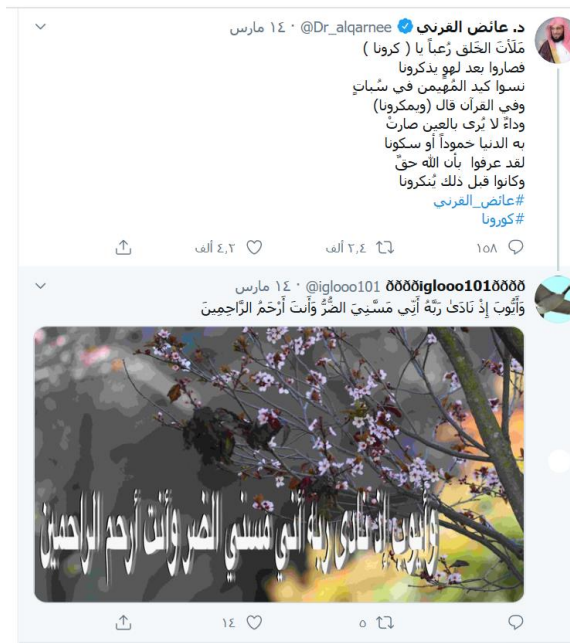 د. عائض القرني @Dr_alqarnee · ١٤ مارس
مَلَأتَ الخَلق رُعباً يا ( كرونا )
فصاروا بعد لهوٍ يذكرونا
نسوا كيد المُهيمن في سُباتٍ
وفي القرآن قال (ويمكرونا)
وداءٌ لا يُرى بالعين صارتْ
به الدنيا خموداً أو سكونا
لقد عرفوا بأن الله حقٌ
وكانوا قبل ذلك يُنكرونا
#عائض_القرني
#كورونا
١٥٨ ٢,٤ ألف ٤,٢ ألف
ððððiglooo101ðððð @iglooo101 · ١٤ مارس
وَأَيُّوبَ إِذْ نَادَىٰ رَبَّهُ أَنِّي مَسَّنِيَ الضُّرُّ وَأَنتَ أَرْحَمُ الرَّاحِمِينَ
وأيوب إذ نادى ربه أني مسني الضر وأنت أرحم الراحمين
٥ ١٤